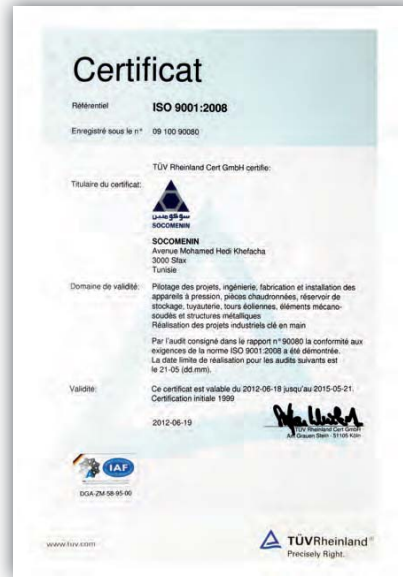 Certificat
Référentiel ISO 9001:2008
Enregistré sous le n° 09 100 90080
TÜV Rheinland Cert GmbH certifie:
Titulaire du certificat:
سوكومنين
SOCOMENIN
SOCOMENIN
Avenue Mohamed Hedi Khefacha
3000 Sfax
Tunisie
Domaine de validité: Pilotage des projets, ingénierie, fabrication et installation des
appareils à pression, pièces chaudronnées, réservoir de
stockage, tuyauterie, tours éoliennes, éléments mécano-
soudés et structures métalliques
Réalisation des projets industriels clé en main
Par l'audit consigné dans le rapport n° 90080 la conformité aux
exigences de la norme ISO 9001:2008 a été démontrée.
La date limite de réalisation pour les audits suivants est
le 21-05 (dd.mm).
Validité: Ce certificat est valable du 2012-06-18 jusqu'au 2015-05-21.
Certification initiale 1999
2012-06-19
TÜV Rheinland Cert GmbH
Am Grauen Stein · 51105 Köln
IAF
DGA-ZM-58-95-00
www.tuv.com
TÜVRheinland®
Precisely Right.